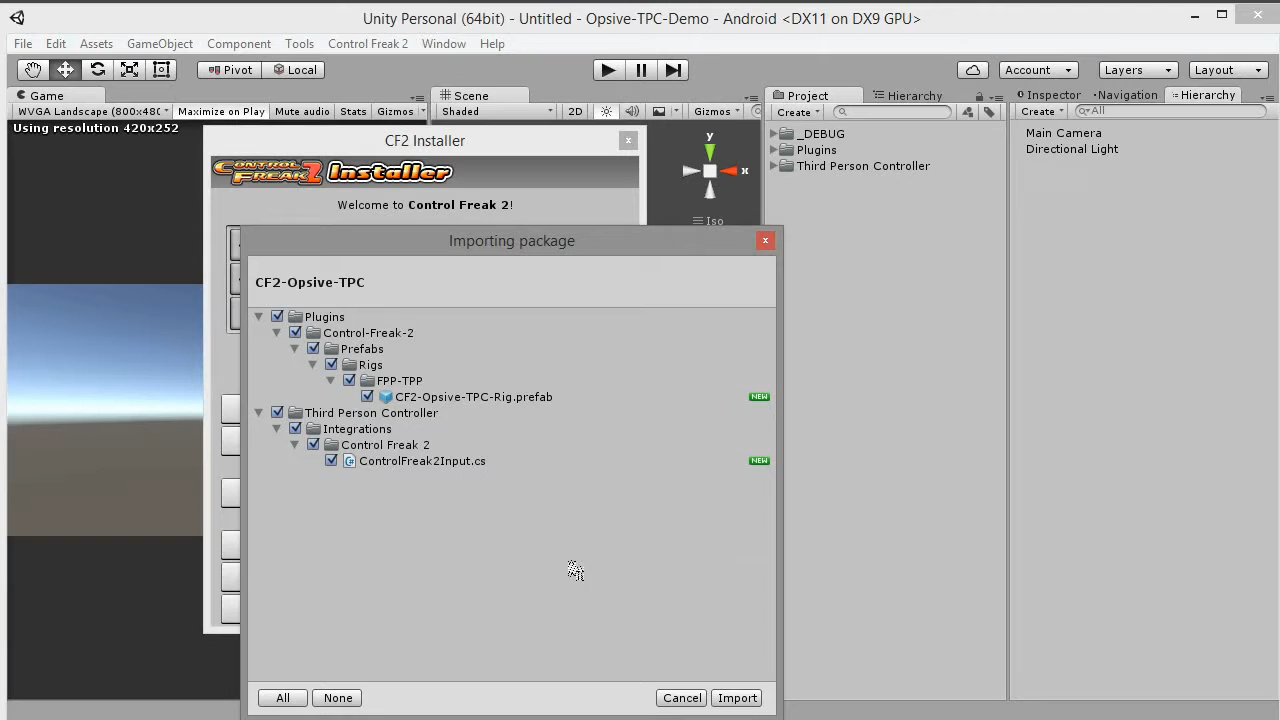 Unity Personal (64bit) - Untitled - Opsive-TPC-Demo - Android <DX11 on DX9 GPU>
File Edit Assets GameObject Component Tools Control Freak 2 Window Help
Pivot Local Account Layers Layout
Game Scene Project Hierarchy Inspector Navigation Hierarchy
WVGA Landscape (800x48( Maximize on Play Mute audio Stats Gizmos Shaded 2D Gizmos Create Create All
Using resolution 420x252
CF2 Installer
CONTROL FREAK 2 Installer
Welcome to Control Freak 2!
y
x
Iso
_DEBUG
Plugins
Third Person Controller
Main Camera
Directional Light
Importing package
CF2-Opsive-TPC
Plugins
Control-Freak-2
Prefabs
Rigs
FPP-TPP
CF2-Opsive-TPC-Rig.prefab NEW
Third Person Controller
Integrations
Control Freak 2
ControlFreak2Input.cs NEW
All None Cancel Import